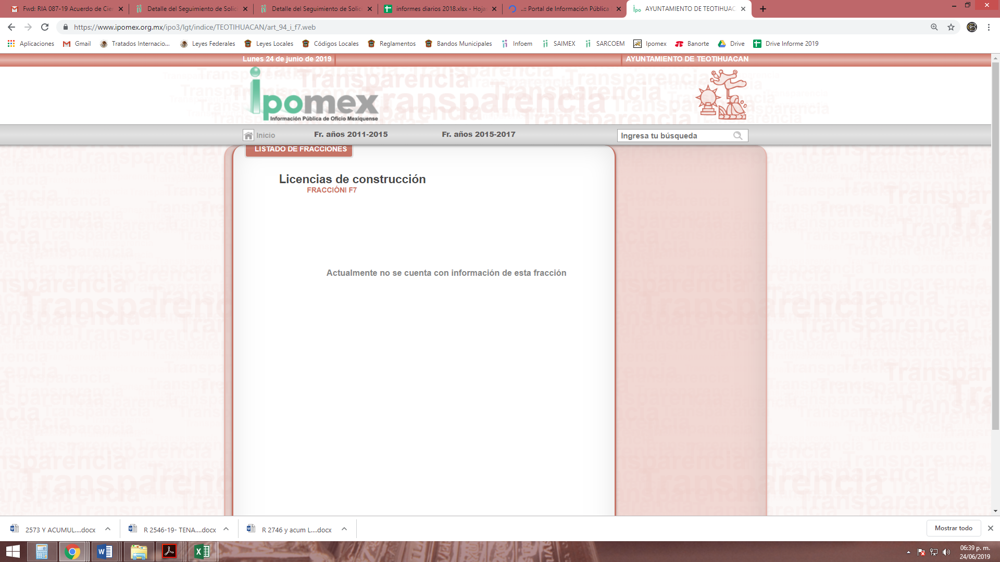 Fwd: RIA 087-19 Acuerdo de Cier
Detalle del Seguimiento de Solic
Detalle del Seguimiento de Solic
informes diarios 2018.xlsx - Hoja
..:: Portal de Información Pública
AYUNTAMIENTO DE TEOTIHUAC
https://www.ipomex.org.mx/ipo3/lgt/indice/TEOTIHUACAN/art_94_i_f7.web
Aplicaciones Gmail Tratados Internacio... Leyes Federales Leyes Locales Códigos Locales Reglamentos Bandos Municipales Infoem SAIMEX SARCOEM Ipomex Banorte Drive Drive Informe 2019
Lunes 24 de junio de 2019
AYUNTAMIENTO DE TEOTIHUACAN
Transparencia
ipomex
Información Pública de Oficio Mexiquense
Inicio Fr. años 2011-2015 Fr. años 2015-2017 Ingresa tu búsqueda
LISTADO DE FRACCIONES
Licencias de construcción
FRACCIÓNI F7
Actualmente no se cuenta con información de esta fracción
2573 Y ACUMUL....docx
R 2546-19- TENA....docx
R 2746 y acum L....docx
Mostrar todo
06:39 p. m.
24/06/2019